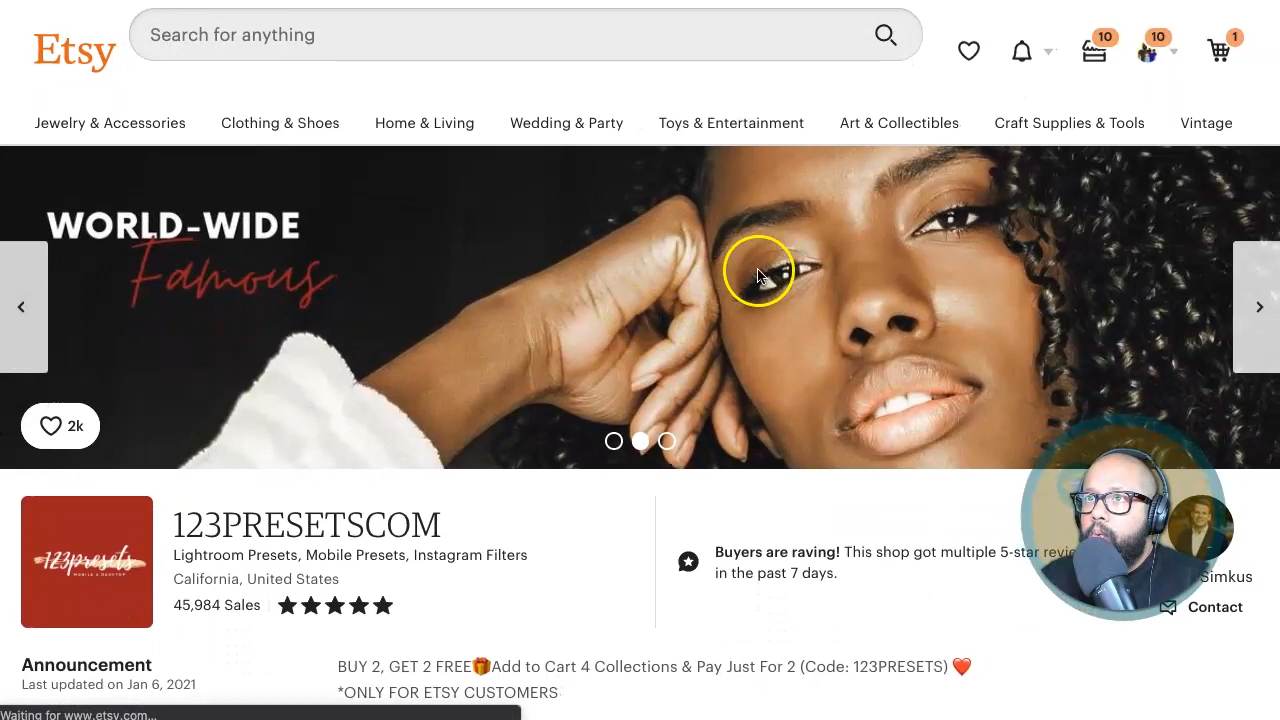 Etsy
Search for anything
10
10
1
Jewelry & Accessories
Clothing & Shoes
Home & Living
Wedding & Party
Toys & Entertainment
Art & Collectibles
Craft Supplies & Tools
Vintage
WORLD-WIDE
Famous
2k
123presets
MOBILE & DESKTOP
123PRESETSCOM
Lightroom Presets, Mobile Presets, Instagram Filters
California, United States
45,984 Sales
Buyers are raving! This shop got multiple 5-star
in the past 7 days.
Simkus
Contact
Announcement
Last updated on Jan 6, 2021
BUY 2, GET 2 FREE🎁Add to Cart 4 Collections & Pay Just For 2 (Code: 123PRESETS) ❤️
*ONLY FOR ETSY CUSTOMERS
Waiting for www.etsy.com...